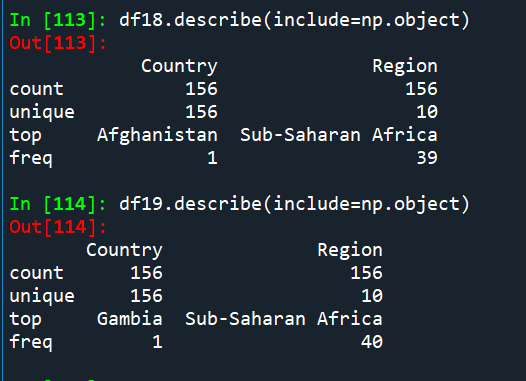 In [113]: df18.describe(include=np.object)
Out[113]:
            Country              Region
count           156                 156
unique          156                  10
top     Afghanistan  Sub-Saharan Africa
freq              1                  39
In [114]: df19.describe(include=np.object)
Out[114]:
       Country              Region
count      156                 156
unique     156                  10
top     Gambia  Sub-Saharan Africa
freq         1                  40